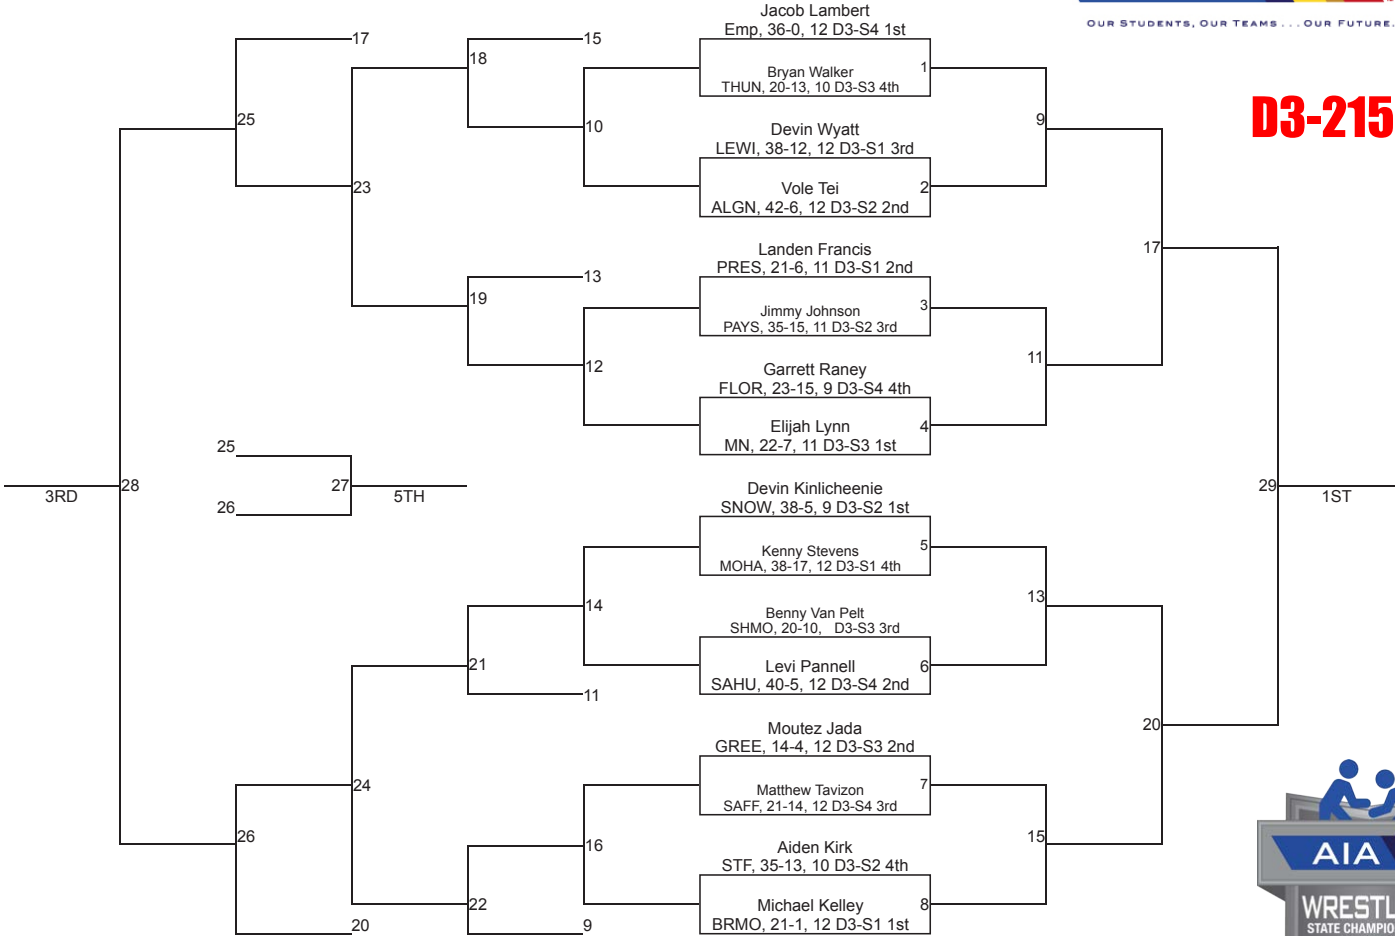 OUR STUDENTS, OUR TEAMS . . . OUR FUTURE.
D3-215
Jacob Lambert
Emp, 36-0, 12 D3-S4 1st
Bryan Walker
THUN, 20-13, 10 D3-S3 4th
1
Devin Wyatt
LEWI, 38-12, 12 D3-S1 3rd
Vole Tei
ALGN, 42-6, 12 D3-S2 2nd
2
Landen Francis
PRES, 21-6, 11 D3-S1 2nd
Jimmy Johnson
PAYS, 35-15, 11 D3-S2 3rd
3
Garrett Raney
FLOR, 23-15, 9 D3-S4 4th
Elijah Lynn
MN, 22-7, 11 D3-S3 1st
4
Devin Kinlicheenie
SNOW, 38-5, 9 D3-S2 1st
Kenny Stevens
MOHA, 38-17, 12 D3-S1 4th
5
Benny Van Pelt
SHMO, 20-10, D3-S3 3rd
Levi Pannell
SAHU, 40-5, 12 D3-S4 2nd
6
Moutez Jada
GREE, 14-4, 12 D3-S3 2nd
Matthew Tavizon
SAFF, 21-14, 12 D3-S4 3rd
7
Aiden Kirk
STF, 35-13, 10 D3-S2 4th
Michael Kelley
BRMO, 21-1, 12 D3-S1 1st
8
9
11
13
15
17
20
29
1ST
15
10
13
12
14
11
16
9
18
19
21
22
17
23
24
20
25
26
25
26
27
5TH
28
3RD
AIA
WRESTL
STATE CHAMPIO